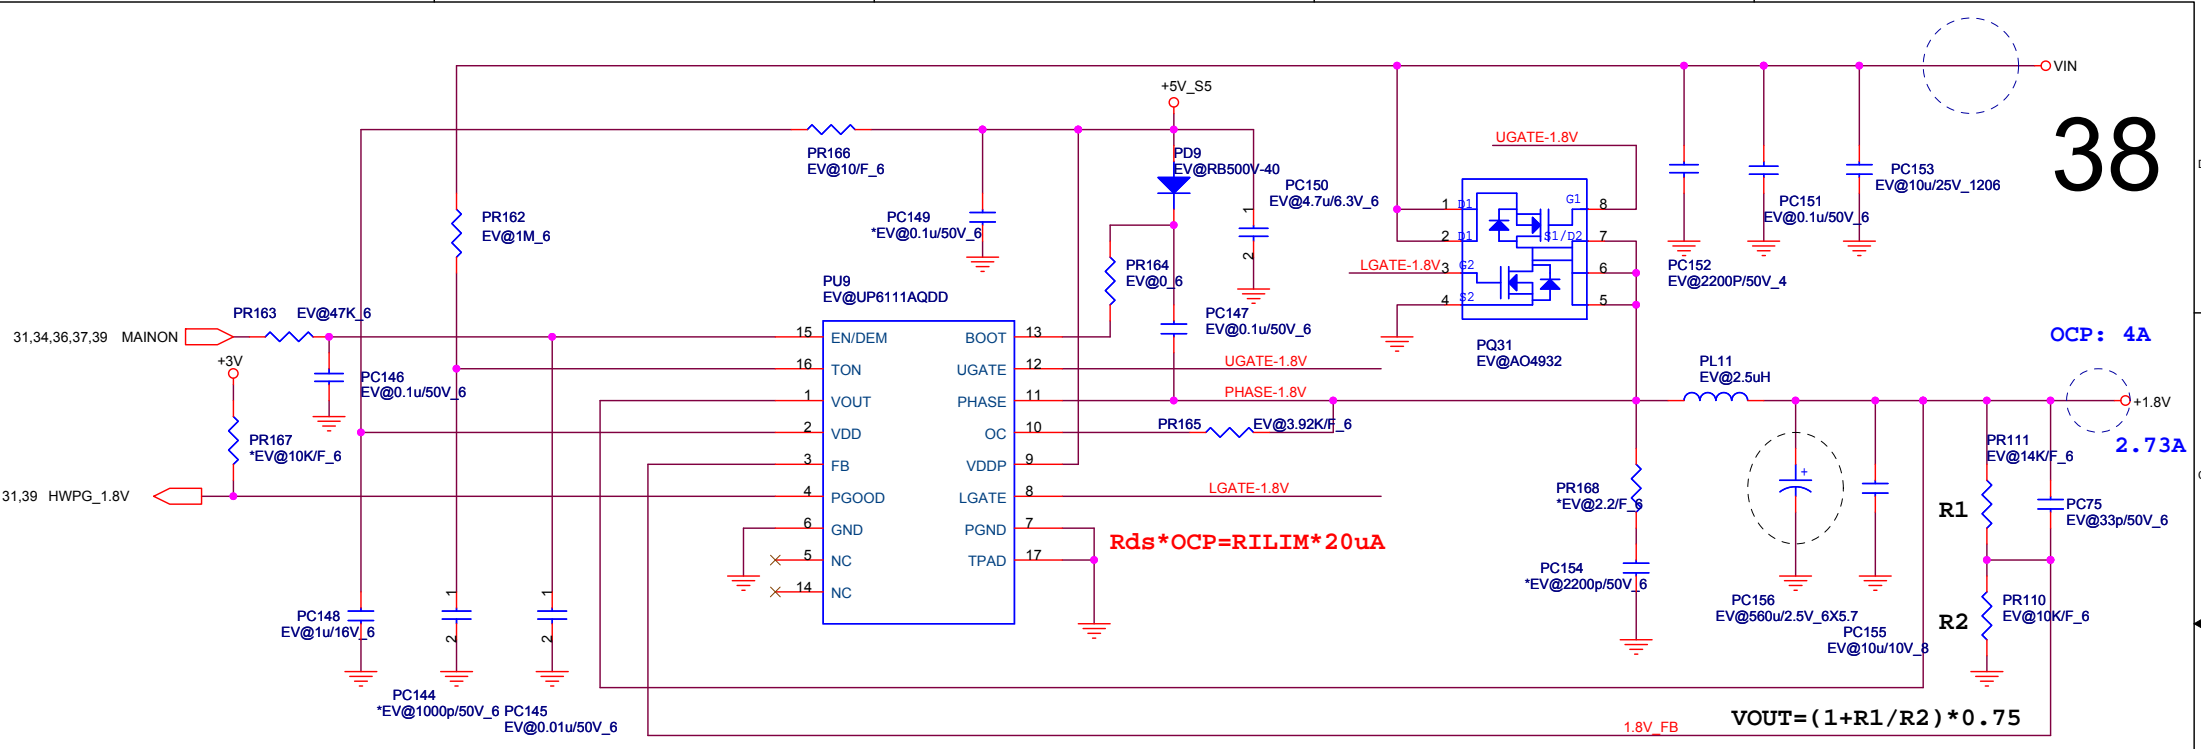 +5V_S5
VIN
38
UGATE-1.8V
PR166
EV@10/F_6
PD9
EV@RB500V-40
PC150
EV@4.7u/6.3V_6
1
2
PC149
*EV@0.1u/50V_6
PR162
EV@1M_6
PR164
EV@0_6
PC147
EV@0.1u/50V_6
LGATE-1.8V
1
2
3
4
D1
D1
G2
S2
G1
S1/D2
8
7
6
5
PQ31
EV@AO4932
PC152
EV@2200P/50V_4
PC151
EV@0.1u/50V_6
PC153
EV@10u/25V_1206
D
PU9
EV@UP6111AQDD
PR163
EV@47K_6
31,34,36,37,39 MAINON
+3V
PC146
EV@0.1u/50V_6
PR167
*EV@10K/F_6
31,39 HWPG_1.8V
15 EN/DEM
16 TON
1 VOUT
2 VDD
3 FB
4 PGOOD
6 GND
5 NC
14 NC
BOOT 13
UGATE 12
PHASE 11
OC 10
VDDP 9
LGATE 8
PGND 7
TPAD 17
UGATE-1.8V
PHASE-1.8V
PR165
EV@3.92K/F_6
LGATE-1.8V
Rds*OCP=RILIM*20uA
PL11
EV@2.5uH
OCP: 4A
+1.8V
2.73A
PR168
*EV@2.2/F_6
PC154
*EV@2200p/50V_6
+
PC156
EV@560u/2.5V_6X5.7
PC155
EV@10u/10V_8
PR111
EV@14K/F_6
R1
PC75
EV@33p/50V_6
R2
PR110
EV@10K/F_6
PC148
EV@1u/16V_6
1
2
1
2
PC144
*EV@1000p/50V_6
PC145
EV@0.01u/50V_6
1.8V_FB
VOUT=(1+R1/R2)*0.75